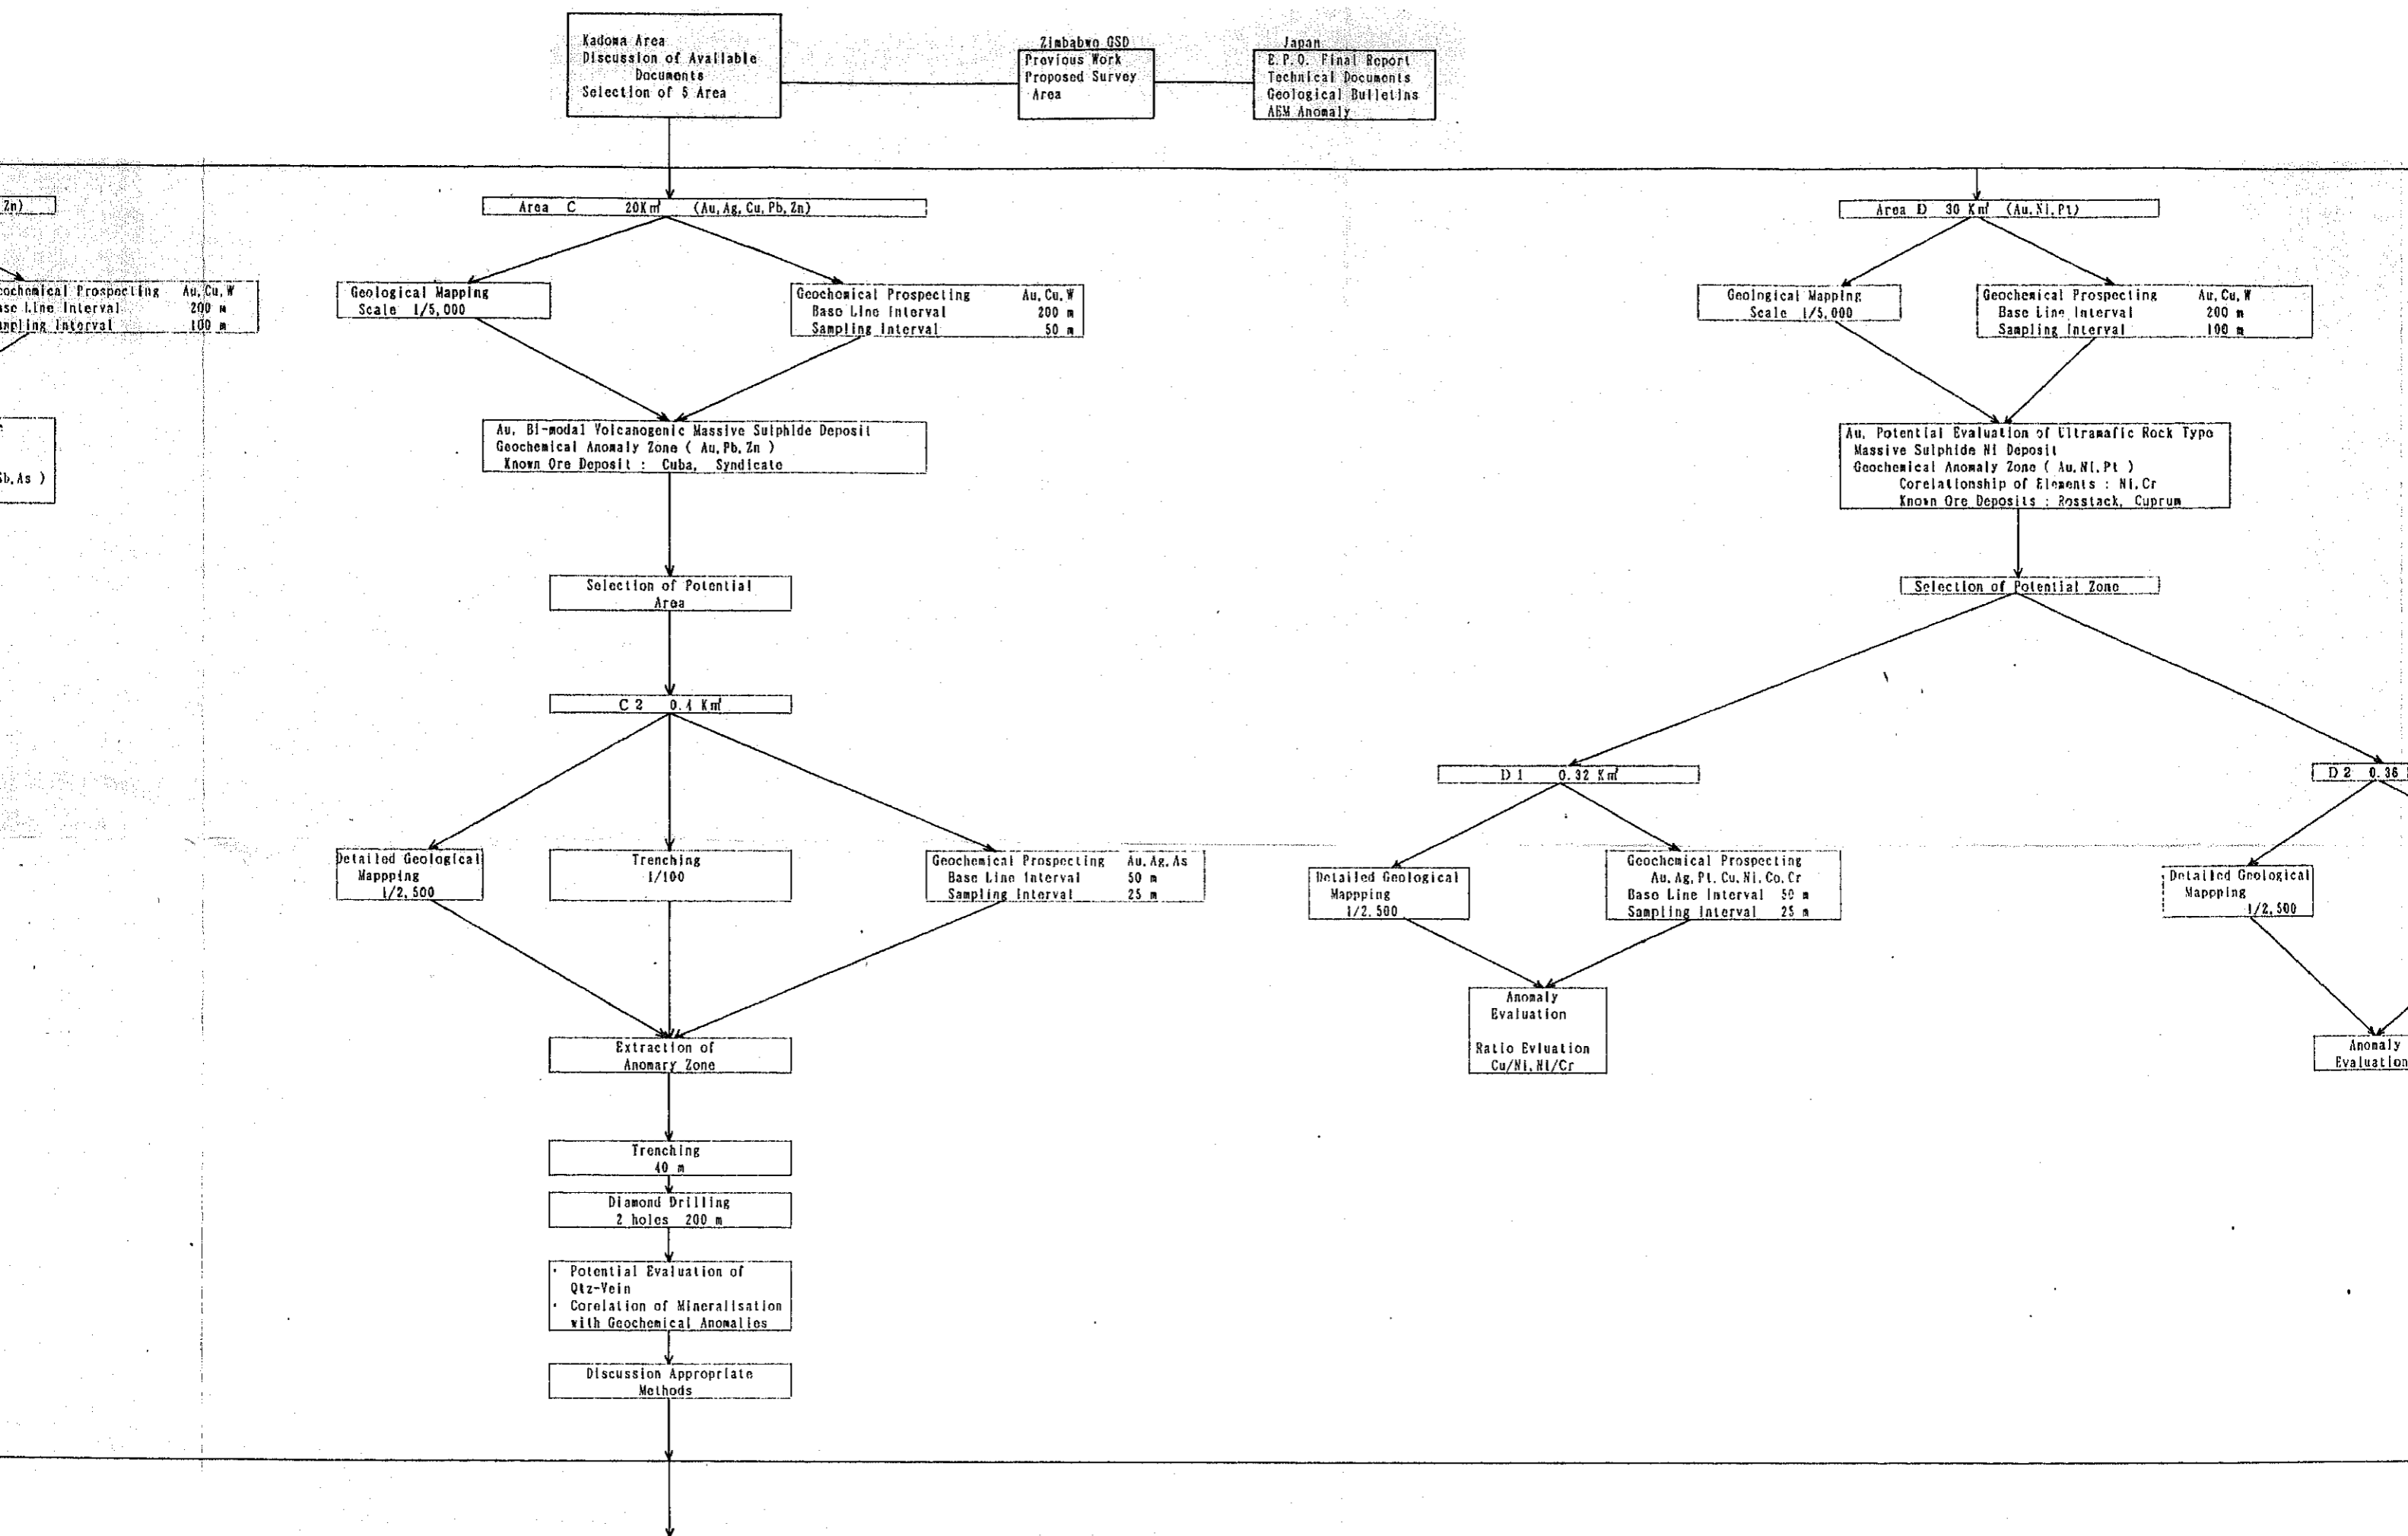 Kadoma Area
Discussion of Available
Documents
Selection of 5 Area
Zimbabwe GSD
Previous Work
Proposed Survey
Area
Japan
E.P.O. Final Report
Technical Documents
Geological Bulletins
AEM Anomaly
Zn)
Area C 20Km² (Au,Ag,Cu,Pb,Zn)
Area D 30 Km² (Au.Ni.Pt)
eochemical Prospecting Au,Cu,W
ase Line Interval 200 m
ampling Interval 100 m
Geological Mapping
Scale 1/5,000
Geochemical Prospecting Au,Cu,W
Base Line Interval 200 m
Sampling Interval 50 m
Geological Mapping
Scale 1/5,000
Geochemical Prospecting Au,Cu,W
Base Line Interval 200 m
Sampling Interval 100 m
Sb,As )
Au, Bi-modal Volcanogenic Massive Sulphide Deposit
Geochemical Anomaly Zone ( Au,Pb,Zn )
Known Ore Deposit : Cuba, Syndicate
Au, Potential Evaluation of Ultramafic Rock Type
Massive Sulphide Ni Deposit
Geochemical Anomaly Zone ( Au,Ni,Pt )
Corelationship of Elements : Ni,Cr
Known Ore Deposits : Rosstack, Cuprum
Selection of Potential
Area
Selection of Potential Zone
C 2 0.4 Km²
D 1 0.32 Km²
D 2 0.36
Detailed Geological
Mappping
1/2,500
Trenching
1/100
Geochemical Prospecting Au,Ag,As
Base Line Interval 50 m
Sampling Interval 25 m
Detailed Geological
Mappping
1/2,500
Geochemical Prospecting
Au,Ag,Pt,Cu,Ni,Co,Cr
Base Line Interval 50 m
Sampling Interval 25 m
Detailed Geological
Mappping
1/2,500
Extraction of
Anomary Zone
Anomaly
Evaluation
Ratio Evluation
Cu/Ni,Ni/Cr
Anomaly
Evaluation
Trenching
40 m
Diamond Drilling
2 holes 200 m
・ Potential Evaluation of
Qtz-Vein
・ Corelation of Mineralisation
with Geochemical Anomalies
Discussion Appropriate
Methods